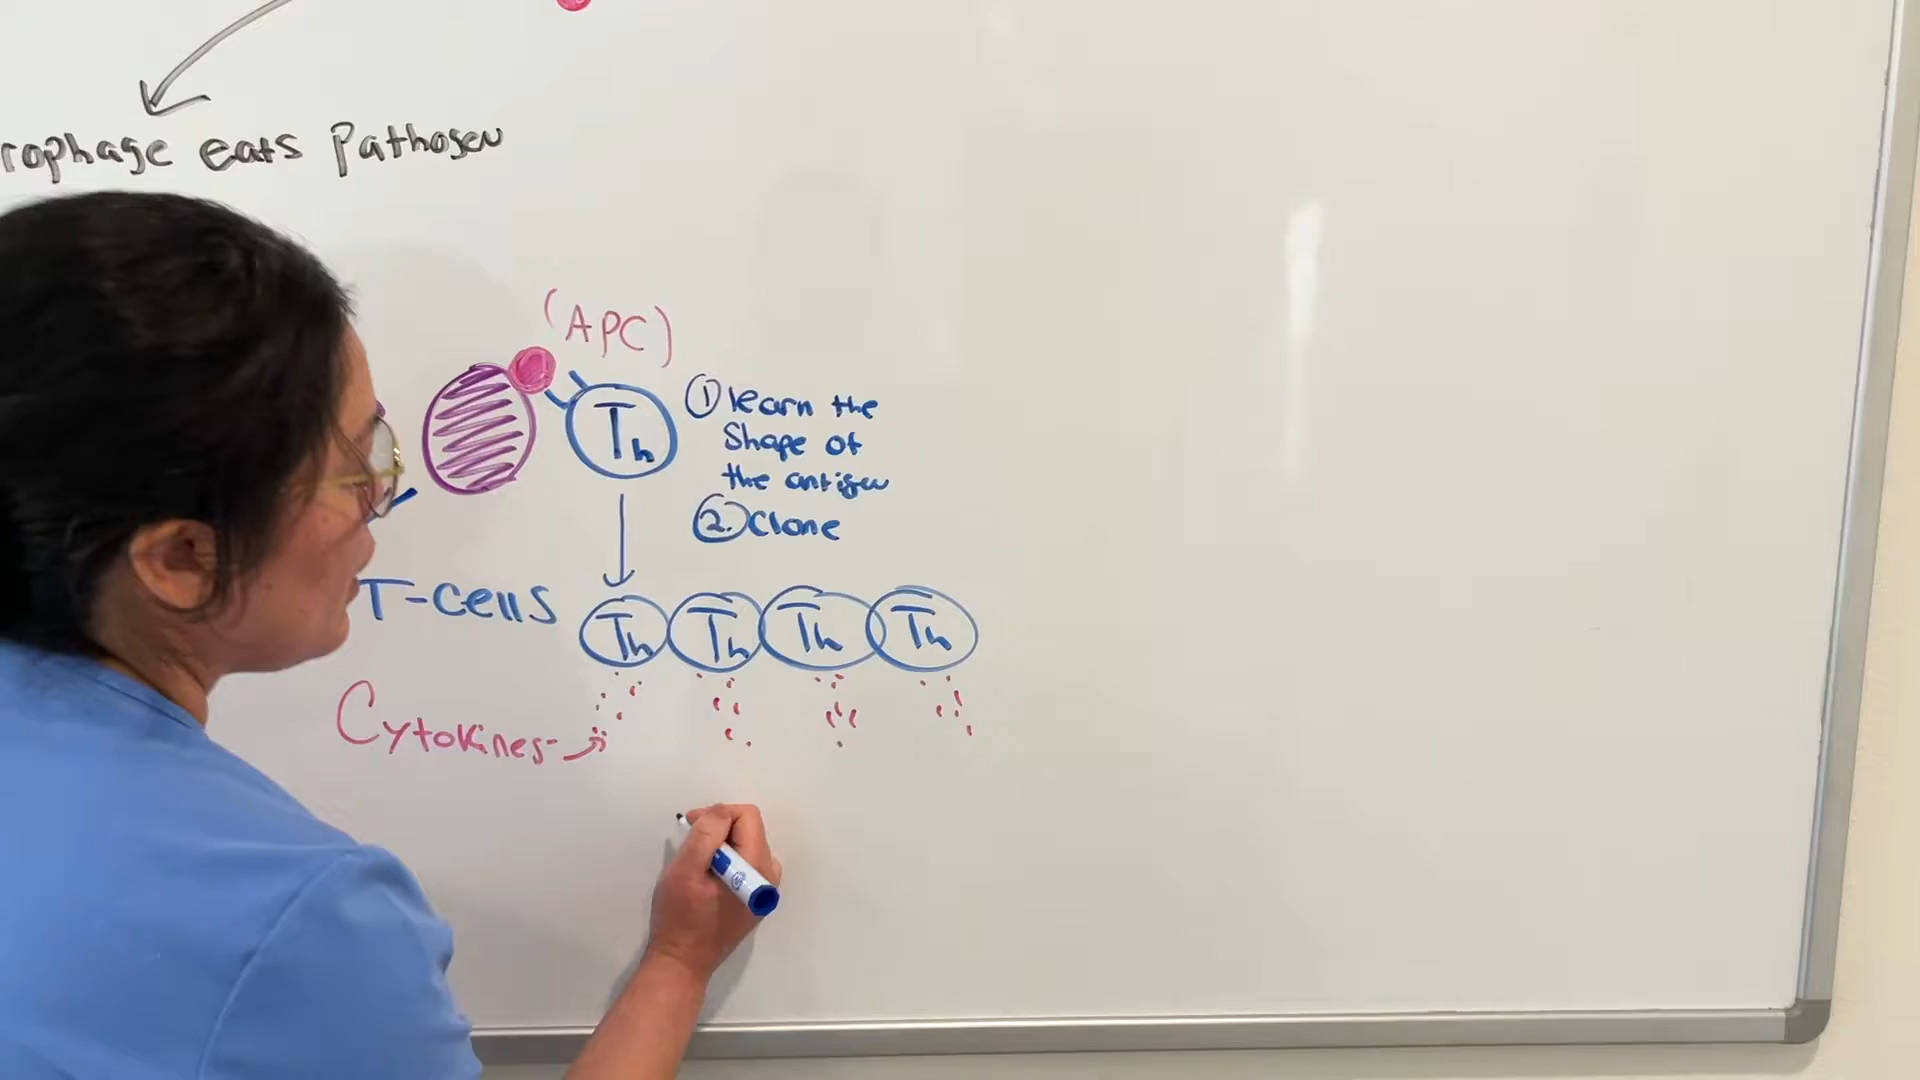 rophage eats Pathogen
(APC)
Th
① learn the
Shape of
the antigen
②. Clone
T-cells
Th Th Th Th
Cytokines